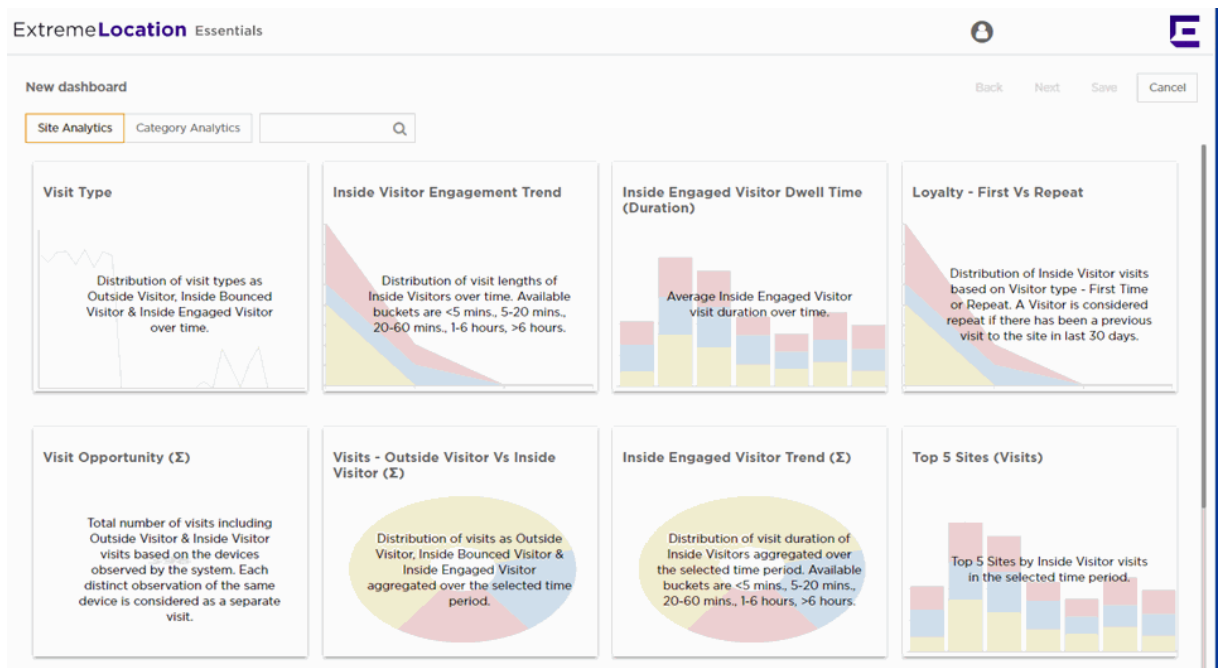 ExtremeLocation Essentials
New dashboard
Back Next Save Cancel
Site Analytics Category Analytics
Visit Type
Distribution of visit types as
Outside Visitor, Inside Bounced
Visitor & Inside Engaged Visitor
over time.
Inside Visitor Engagement Trend
Distribution of visit lengths of
Inside Visitors over time. Available
buckets are <5 mins., 5-20 mins.,
20-60 mins., 1-6 hours, >6 hours.
Inside Engaged Visitor Dwell Time
(Duration)
Average Inside Engaged Visitor
visit duration over time.
Loyalty - First Vs Repeat
Distribution of Inside Visitor visits
based on Visitor type - First Time
or Repeat. A Visitor is considered
repeat if there has been a previous
visit to the site in last 30 days.
Visit Opportunity (Σ)
Total number of visits including
Outside Visitor & Inside Visitor
visits based on the devices
observed by the system. Each
distinct observation of the same
device is considered as a separate
visit.
Visits - Outside Visitor Vs Inside
Visitor (Σ)
Distribution of visits as Outside
Visitor, Inside Bounced Visitor &
Inside Engaged Visitor
aggregated over the selected time
period.
Inside Engaged Visitor Trend (Σ)
Distribution of visit duration of
Inside Visitors aggregated over
the selected time period. Available
buckets are <5 mins., 5-20 mins.,
20-60 mins., 1-6 hours, >6 hours.
Top 5 Sites (Visits)
Top 5 Sites by Inside Visitor visits
in the selected time period.